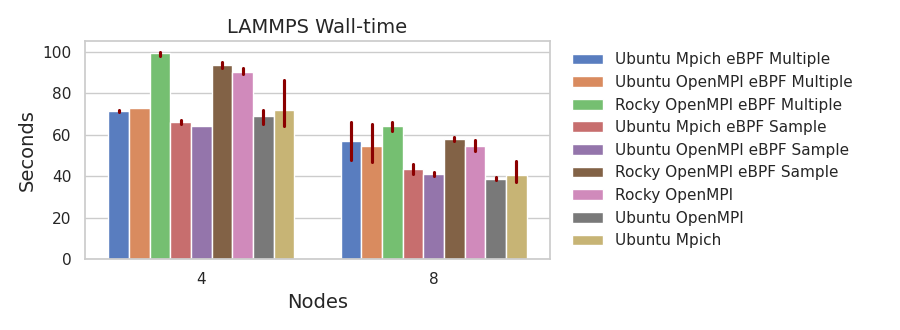 LAMMPS Wall-time
100
80
60
40
20
0
Seconds
4
8
Nodes
Ubuntu Mpich eBPF Multiple
Ubuntu OpenMPI eBPF Multiple
Rocky OpenMPI eBPF Multiple
Ubuntu Mpich eBPF Sample
Ubuntu OpenMPI eBPF Sample
Rocky OpenMPI eBPF Sample
Rocky OpenMPI
Ubuntu OpenMPI
Ubuntu Mpich